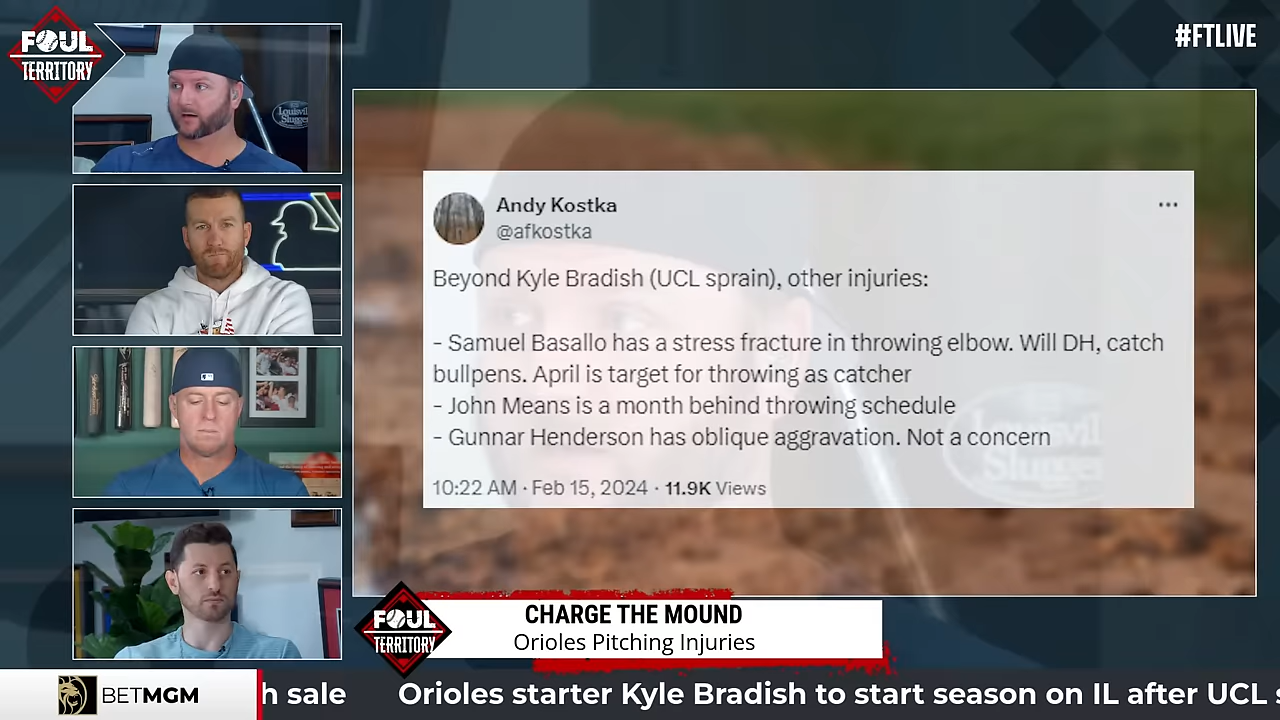 FOUL
TERRITORY
#FTLIVE
Louisville
Slugger
Andy Kostka
@afkostka
Beyond Kyle Bradish (UCL sprain), other injuries:
- Samuel Basallo has a stress fracture in throwing elbow. Will DH, catch
bullpens. April is target for throwing as catcher
- John Means is a month behind throwing schedule
- Gunnar Henderson has oblique aggravation. Not a concern
10:22 AM · Feb 15, 2024 · 11.9K Views
FOUL
TERRITORY
CHARGE THE MOUND
Orioles Pitching Injuries
BETMGM
h sale
Orioles starter Kyle Bradish to start season on IL after UCL